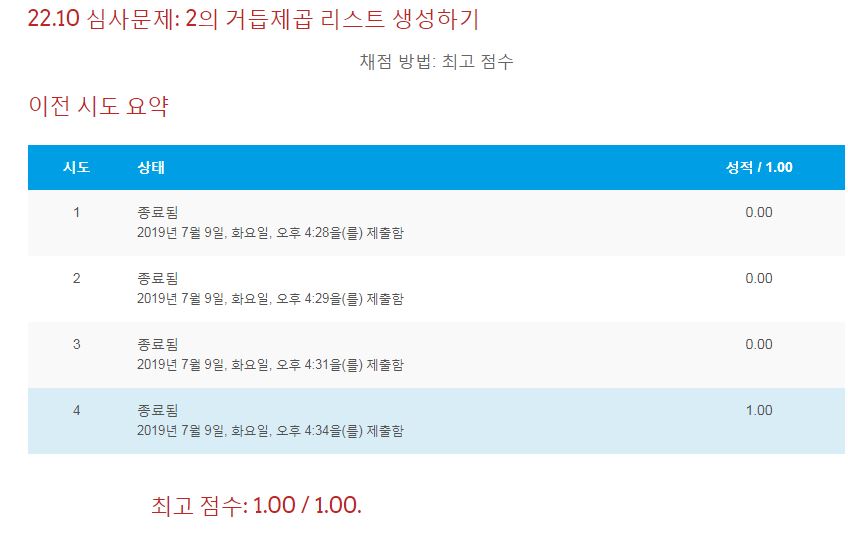 22.10 심사문제: 2의 거듭제곱 리스트 생성하기
채점 방법: 최고 점수
이전 시도 요약
시도 상태 성적 / 1.00
1 종료됨 0.00
2019년 7월 9일, 화요일, 오후 4:28을(를) 제출함
2 종료됨 0.00
2019년 7월 9일, 화요일, 오후 4:29을(를) 제출함
3 종료됨 0.00
2019년 7월 9일, 화요일, 오후 4:31을(를) 제출함
4 종료됨 1.00
2019년 7월 9일, 화요일, 오후 4:34을(를) 제출함
최고 점수: 1.00 / 1.00.